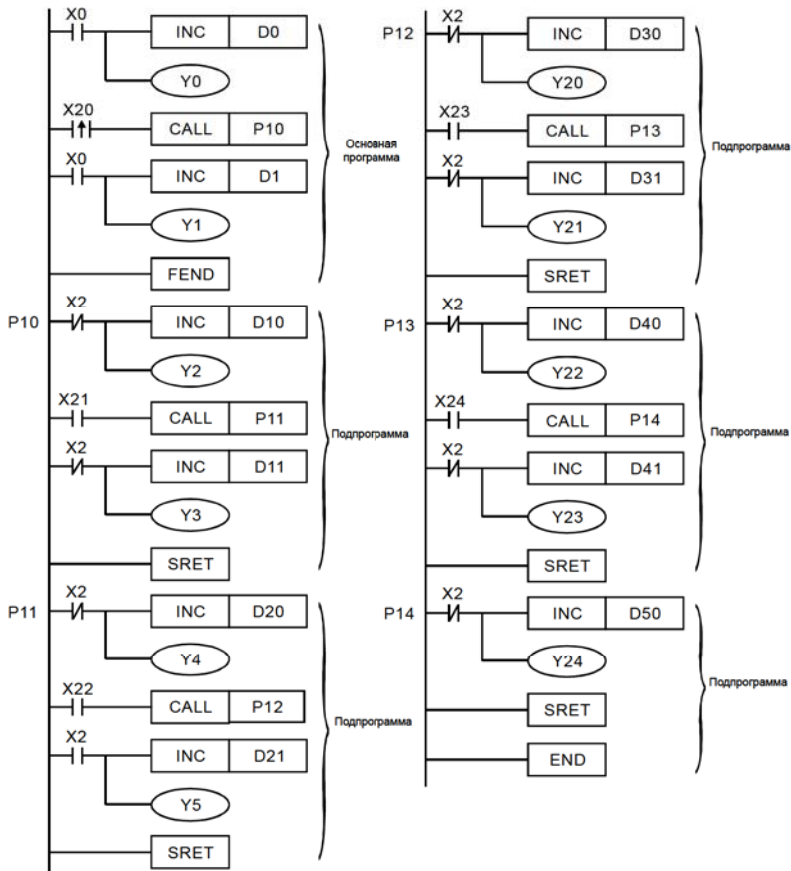 X0
INC D0
Y0
X20
CALL P10
X0
INC D1
Y1
FEND
Основная
программа
P10
X2
INC D10
Y2
X21
CALL P11
X2
INC D11
Y3
SRET
Подпрограмма
P11
X2
INC D20
Y4
X22
CALL P12
X2
INC D21
Y5
SRET
Подпрограмма
P12
X2
INC D30
Y20
X23
CALL P13
X2
INC D31
Y21
SRET
Подпрограмма
P13
X2
INC D40
Y22
X24
CALL P14
X2
INC D41
Y23
SRET
Подпрограмма
P14
X2
INC D50
Y24
SRET
END
Подпрограмма